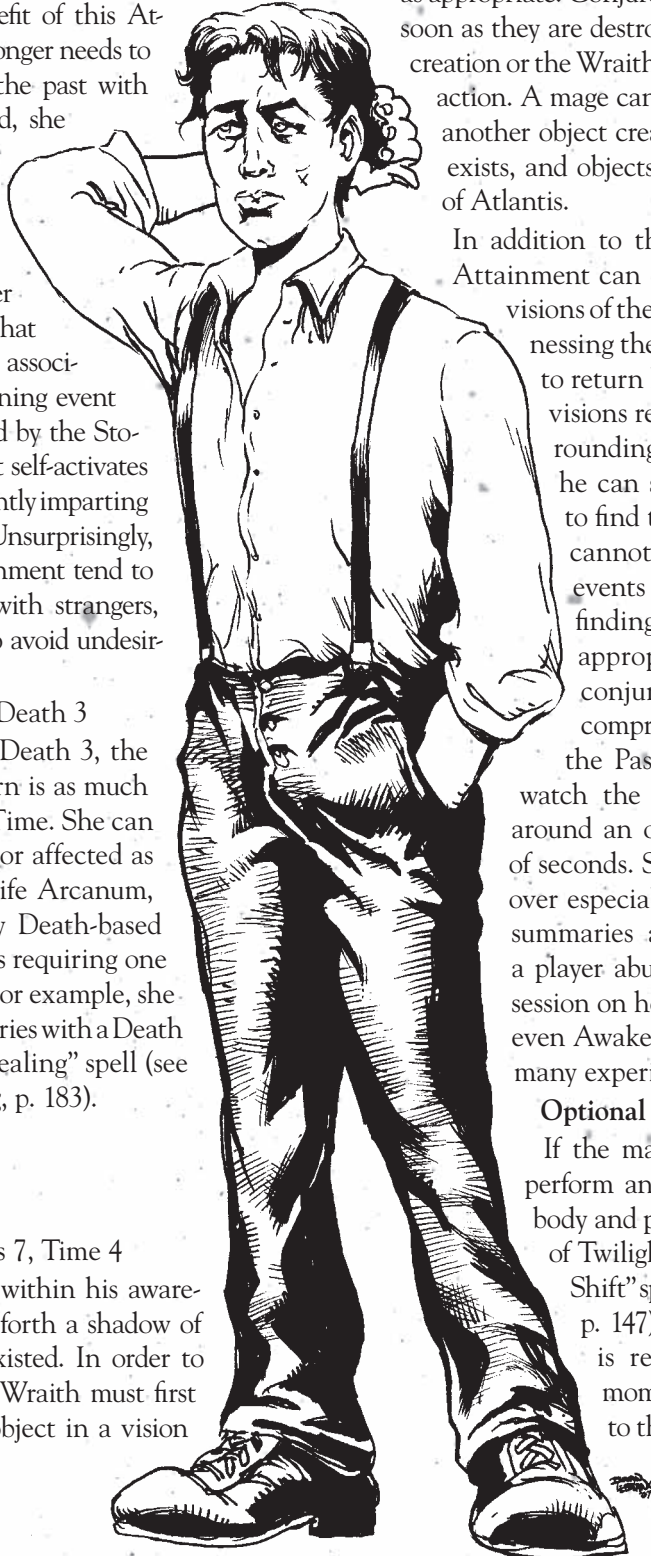 efit of this At-
onger needs to
the past with
d, she
er
hat
associ-
ning event
d by the Sto-
t self-activates
ntly imparting
Unsurprisingly,
nment tend to
with strangers,
o avoid undesir-
Death 3
Death 3, the
rn is as much
Time. She can
or affected as
ife Arcanum,
y Death-based
s requiring one
or example, she
ries with a Death
ealing” spell (see
, p. 183).
s 7, Time 4
within his aware-
forth a shadow of
xisted. In order to
Wraith must first
bject in a vision
as appropriate. Conjur
soon as they are destro
creation or the Wraith
action. A mage can
another object crea
exists, and objects
of Atlantis.
In addition to th
Attainment can
visions of the
nessing the
to return
visions re
rounding
he can s
to find t
cannot
events
finding
approp
conjur
compr
the Pas
watch the
around an o
of seconds. S
over especia
summaries a
a player abu
session on he
even Awake
many experi
Optional
If the ma
perform an
body and p
of Twiligh
Shift” sp
p. 147)
is re
mom
to th